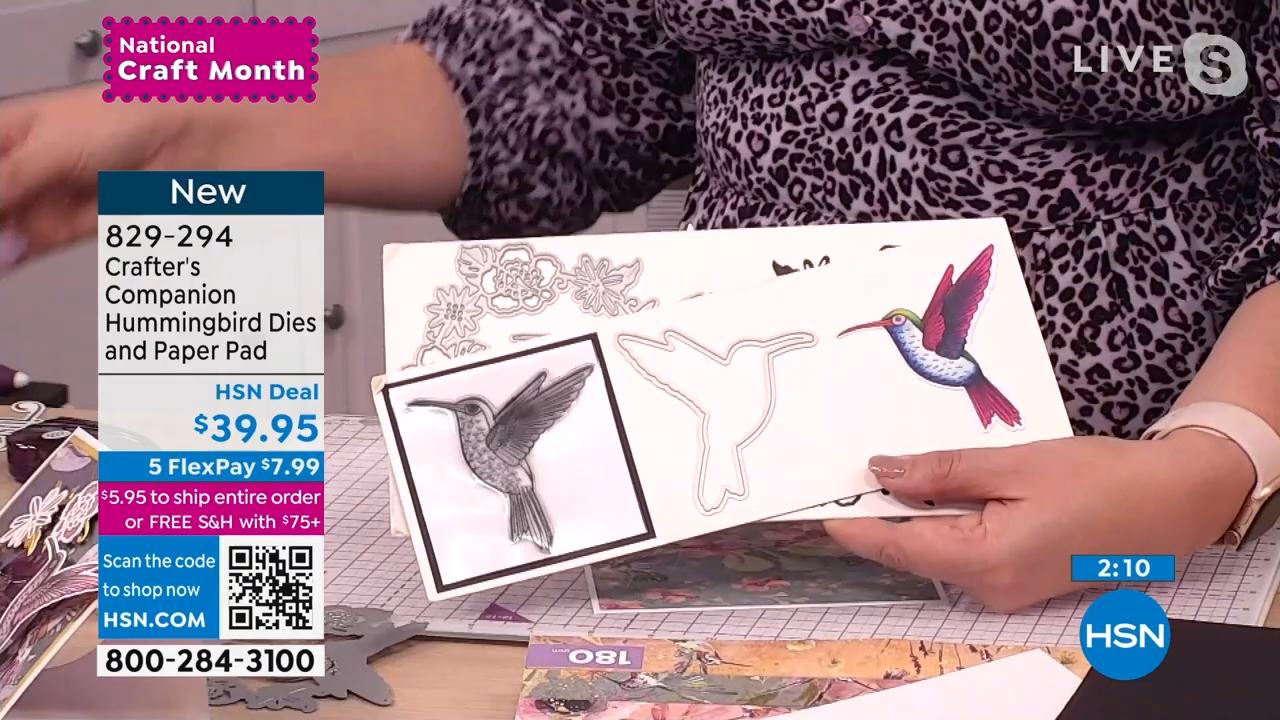 National
Craft Month
LIVE S
New
829-294
Crafter's
Companion
Hummingbird Dies
and Paper Pad
HSN Deal
$39.95
5 FlexPay $7.99
$5.95 to ship entire order
or FREE S&H with $75+
Scan the code
to shop now
HSN.COM
800-284-3100
2:10
HSN
180